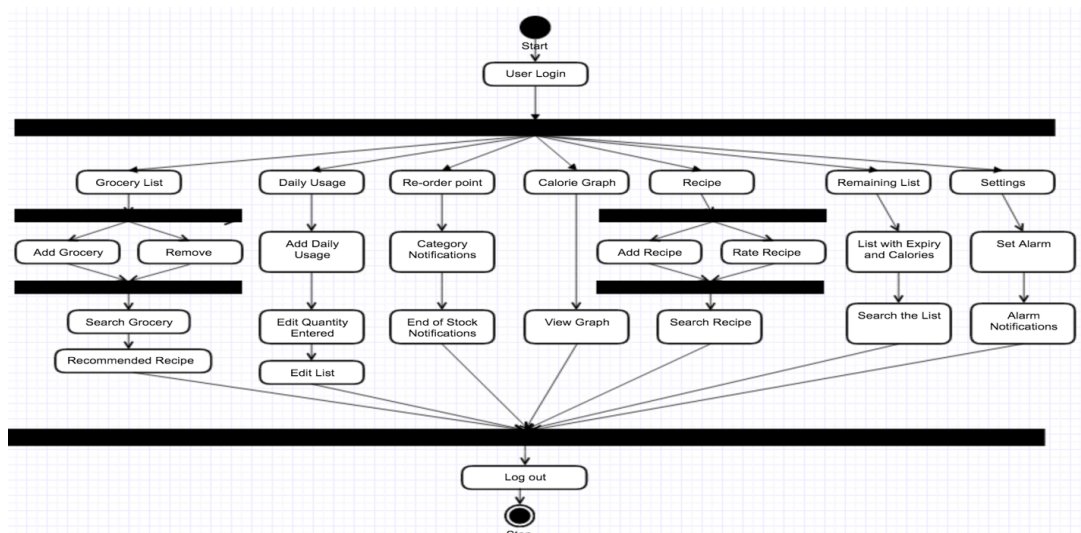 Start
User Login
Grocery List
Daily Usage
Re-order point
Calorie Graph
Recipe
Remaining List
Settings
Add Grocery
Remove
Add Daily
Usage
Category
Notifications
Add Recipe
Rate Recipe
List with Expiry
and Calories
Set Alarm
Search Grocery
Edit Quantity
Entered
End of Stock
Notifications
View Graph
Search Recipe
Search the List
Alarm
Notifications
Recommended Recipe
Edit List
Log out